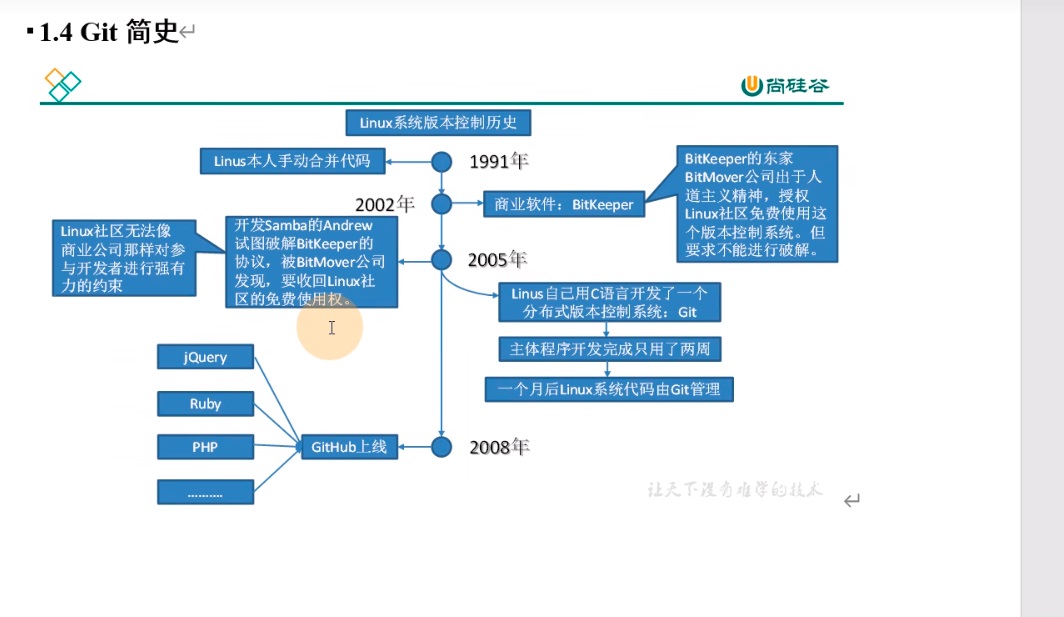 ▪1.4 Git 简史↵
尚硅谷
Linux系统版本控制历史
Linus本人手动合并代码
1991年
2002年
商业软件：BitKeeper
BitKeeper的东家
BitMover公司出于人
道主义精神，授权
Linux社区免费使用这
个版本控制系统。但
要求不能进行破解。
Linux社区无法像
商业公司那样对参
与开发者进行强有
力的约束
开发Samba的Andrew
试图破解BitKeeper的
协议，被BitMover公司
发现，要收回Linux社
区的免费使用权。
2005年
Linus自己用C语言开发了一个
分布式版本控制系统：Git
主体程序开发完成只用了两周
一个月后Linux系统代码由Git管理
jQuery
Ruby
PHP
..........
GitHub上线
2008年
让天下没有难学的技术
↵